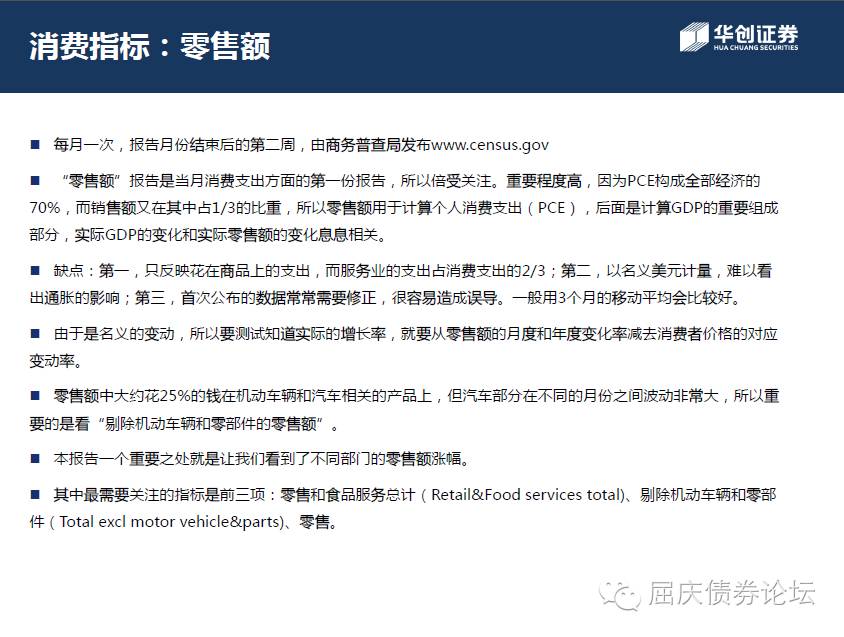 消费指标：零售额
华创证券
HUA CHUANG SECURITIES
■ 每月一次，报告月份结束后的第二周，由商务普查局发布www.census.gov
■ “零售额”报告是当月消费支出方面的第一份报告，所以倍受关注。重要程度高，因为PCE构成全部经济的
70%，而销售额又在其中占1/3的比重，所以零售额用于计算个人消费支出（PCE），后面是计算GDP的重要组成
部分，实际GDP的变化和实际零售额的变化息息相关。
■ 缺点：第一，只反映花在商品上的支出，而服务业的支出占消费支出的2/3；第二，以名义美元计量，难以看
出通胀的影响；第三，首次公布的数据常常需要修正，很容易造成误导。一般用3个月的移动平均会比较好。
■ 由于是名义的变动，所以要测试知道实际的增长率，就要从零售额的月度和年度变化率减去消费者价格的对应
变动率。
■ 零售额中大约花25%的钱在机动车辆和汽车相关的产品上，但汽车部分在不同的月份之间波动非常大，所以重
要的是看“剔除机动车辆和零部件的零售额”。
■ 本报告一个重要之处就是让我们看到了不同部门的零售额涨幅。
■ 其中最需要关注的指标是前三项：零售和食品服务总计（Retail&Food services total)、剔除机动车辆和零部
件（Total excl motor vehicle&parts)、零售。
屈庆债券论坛